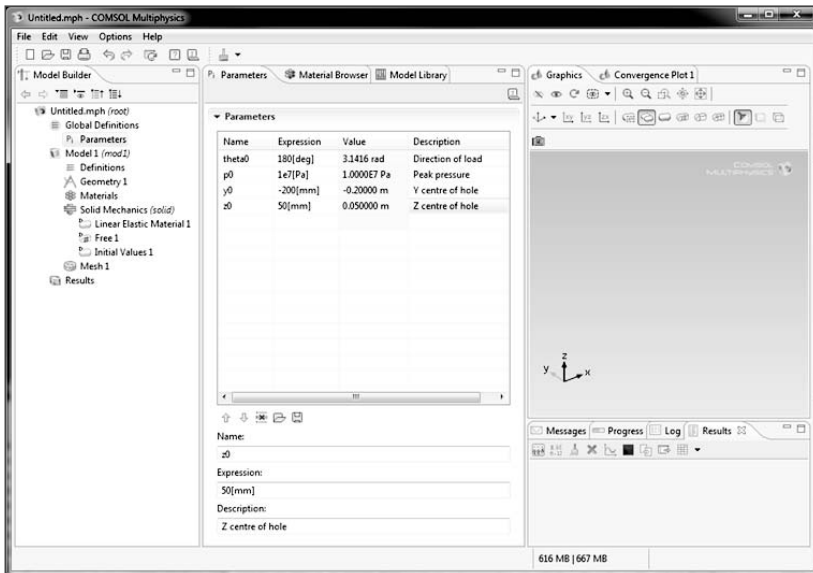 Untitled.mph - COMSOL Multiphysics
File Edit View Options Help
Model Builder
Untitled.mph (root)
Global Definitions
Pi Parameters
Model 1 (mod1)
Definitions
Geometry 1
Materials
Solid Mechanics (solid)
Linear Elastic Material 1
Free 1
Initial Values 1
Mesh 1
Results
Pi Parameters Material Browser Model Library
Parameters
Name Expression Value Description
theta0 180[deg] 3.1416 rad Direction of load
p0 1e7[Pa] 1.0000E7 Pa Peak pressure
y0 -200[mm] -0.20000 m Y centre of hole
z0 50[mm] 0.050000 m Z centre of hole
Name:
z0
Expression:
50[mm]
Description:
Z centre of hole
Graphics Convergence Plot 1
COMSOL
MULTIPHYSICS
z
y
x
Messages Progress Log Results
616 MB | 667 MB